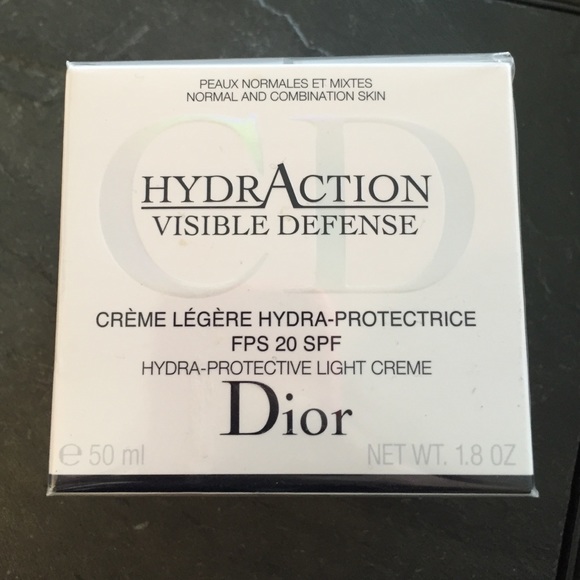 PEAUX NORMALES ET MIXTES
NORMAL AND COMBINATION SKIN
CD
HYDRACTION
VISIBLE DEFENSE
CRÈME LÉGÈRE HYDRA-PROTECTRICE
FPS 20 SPF
HYDRA-PROTECTIVE LIGHT CREME
Dior
℮ 50 ml NET WT. 1.8 OZ